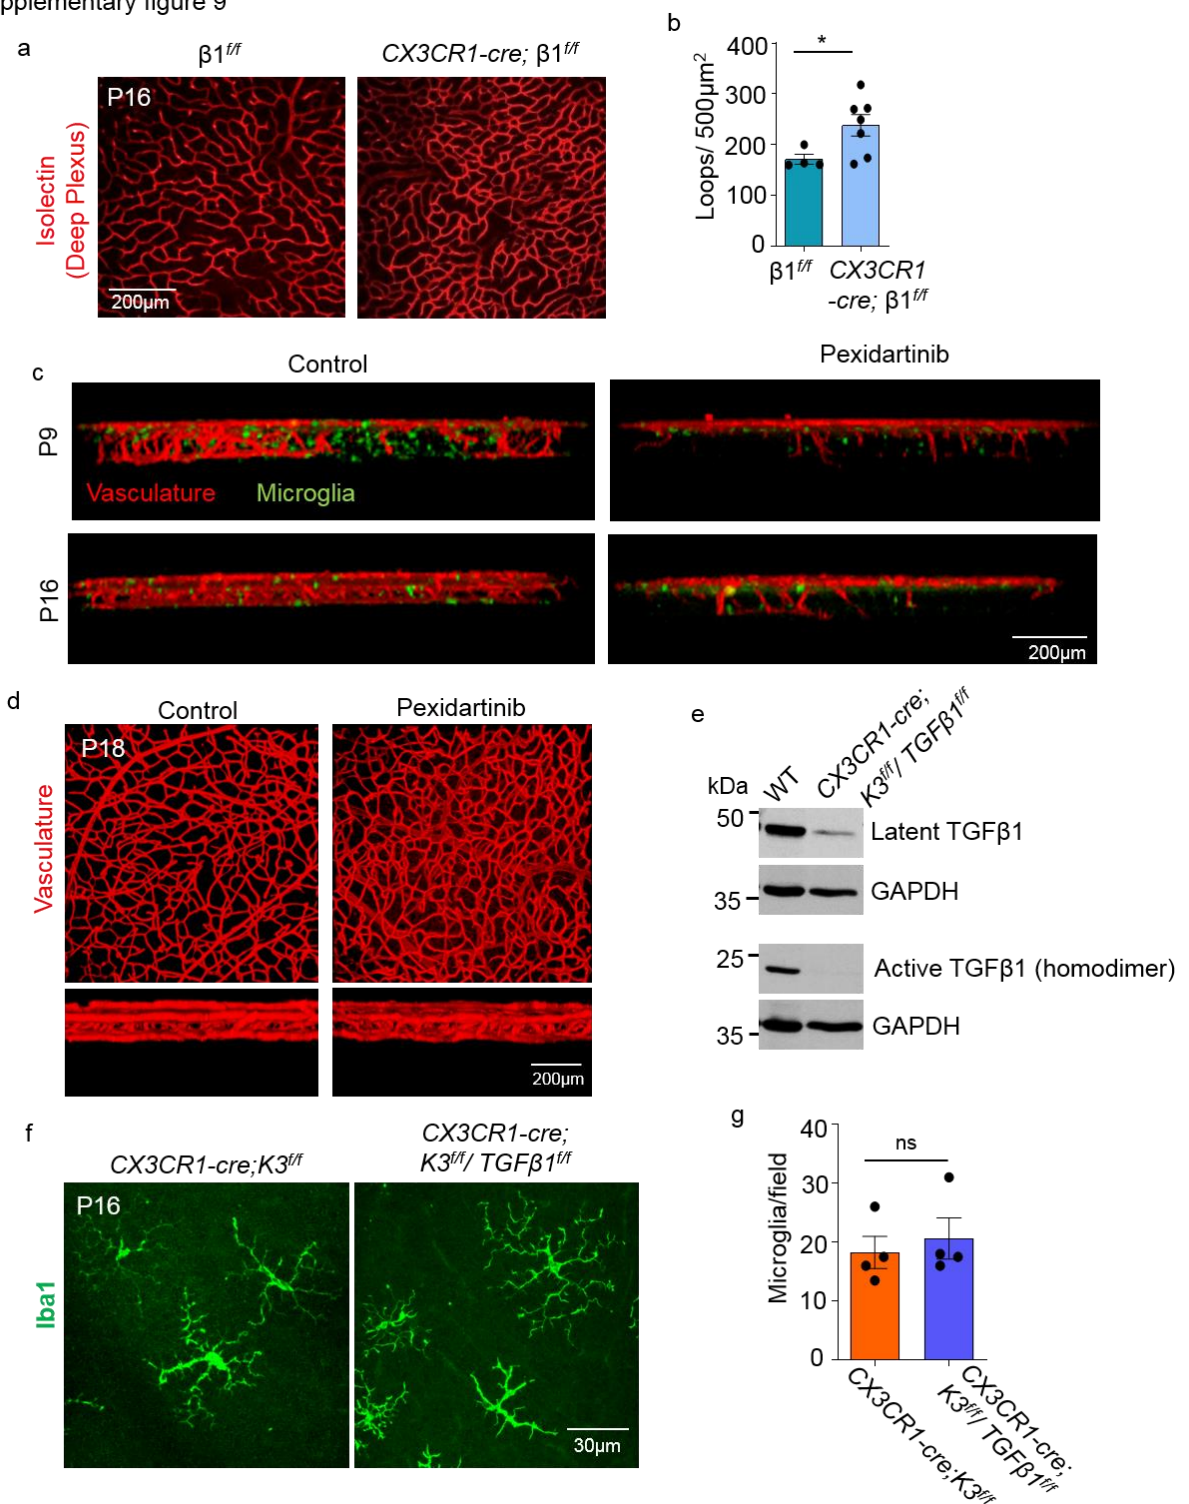 pplementary figure 9
a
β1f/f
CX3CR1-cre; β1f/f
P16
Isolectin
(Deep Plexus)
200µm
b
*
400
300
200
100
0
Loops/ 500µm2
β1f/f
CX3CR1
-cre; β1f/f
c
Control
Pexidartinib
P9
Vasculature
Microglia
P16
200µm
d
Control
Pexidartinib
P18
Vasculature
200µm
e
kDa
WT
CX3CR1-cre;
K3f/f/ TGFβ1f/f
50
Latent TGFβ1
35
GAPDH
25
Active TGFβ1 (homodimer)
35
GAPDH
f
CX3CR1-cre;K3f/f
CX3CR1-cre;
K3f/f/ TGFβ1f/f
P16
Iba1
30µm
g
ns
40
30
20
10
0
Microglia/field
CX3CR1-cre;K3f/f
CX3CR1-cre;
K3f/f/ TGFβ1f/f